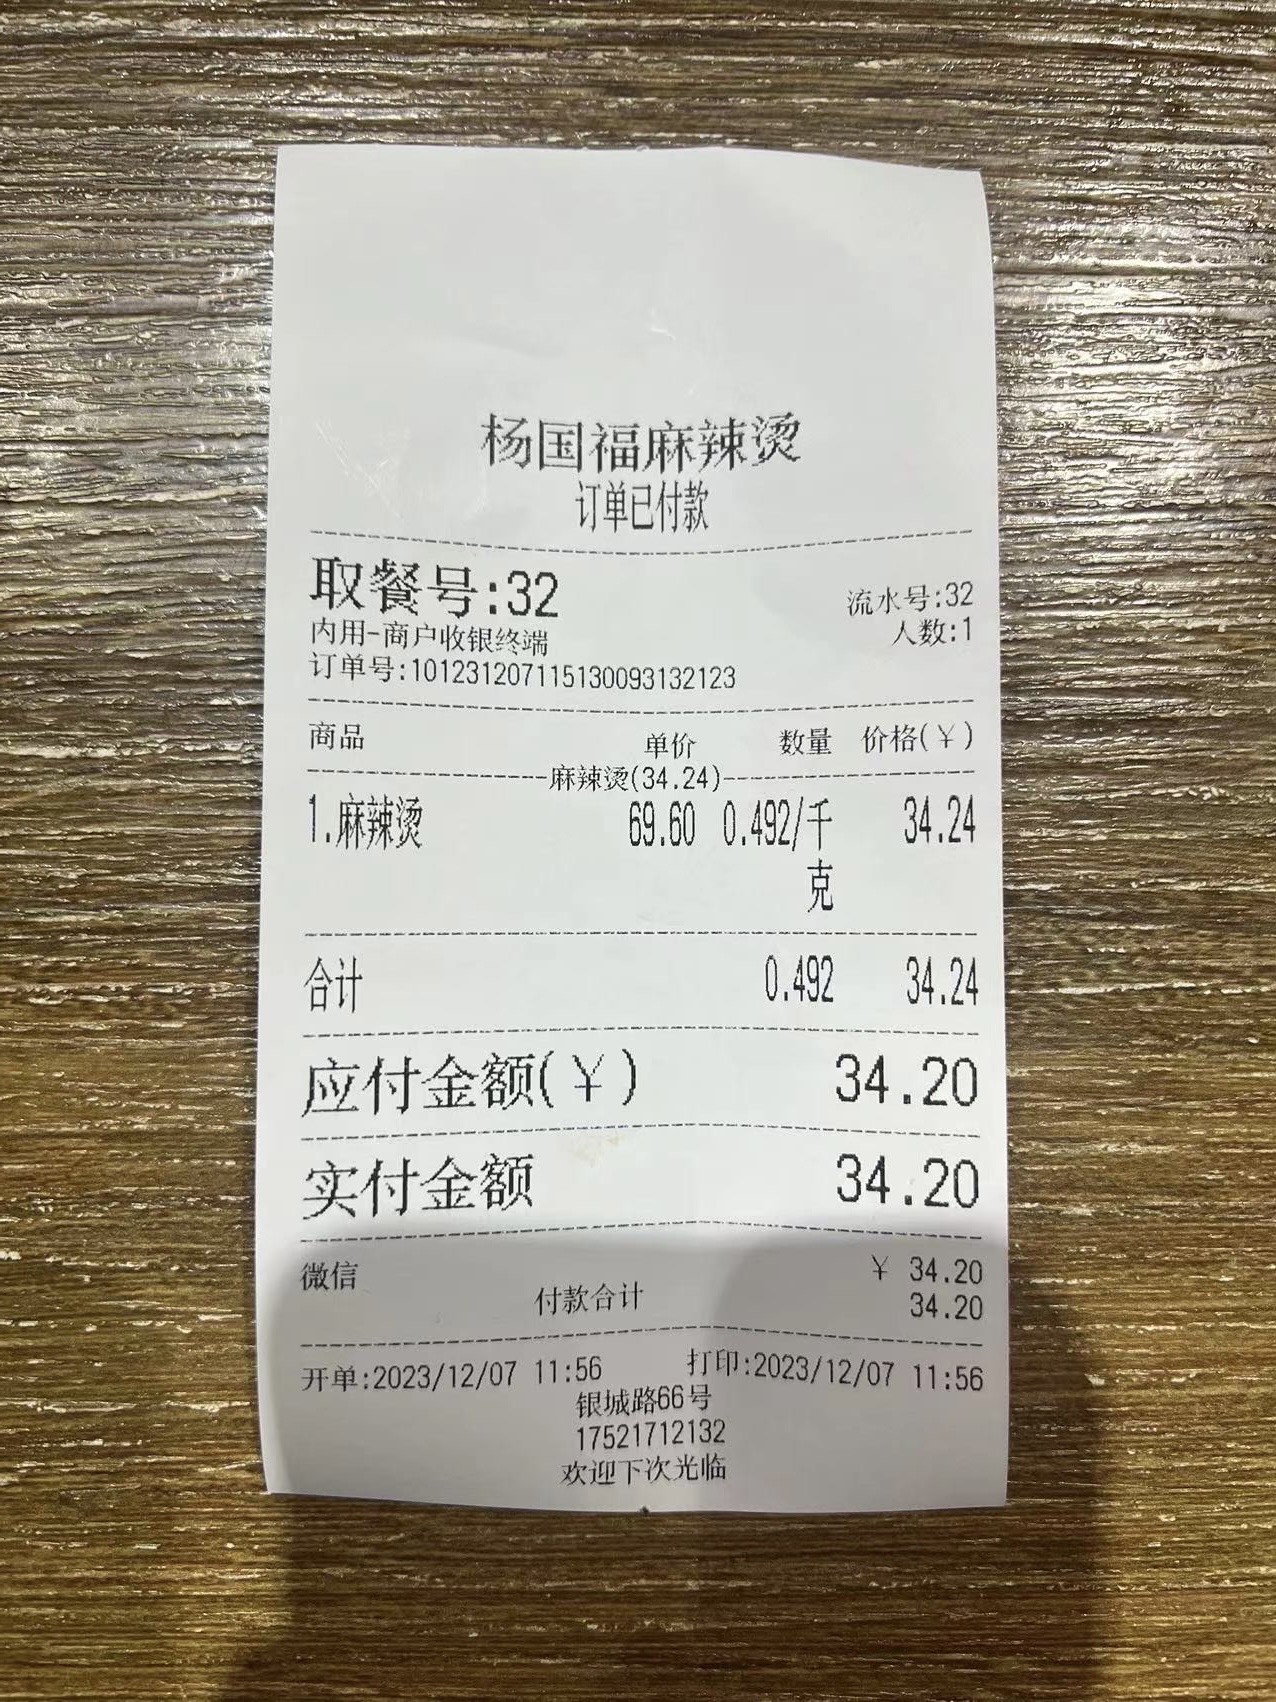 杨国福麻辣烫
订单已付款
取餐号:32
流水号:32
内用-商户收银终端
人数:1
订单号:101231207115130093132123
商品 单价 数量 价格(¥)
麻辣烫(34.24)
1.麻辣烫 69.60 0.492/千 34.24
克
合计 0.492 34.24
应付金额(¥) 34.20
实付金额 34.20
微信 ¥ 34.20
付款合计 34.20
开单:2023/12/07 11:56 打印:2023/12/07 11:56
银城路66号
17521712132
欢迎下次光临